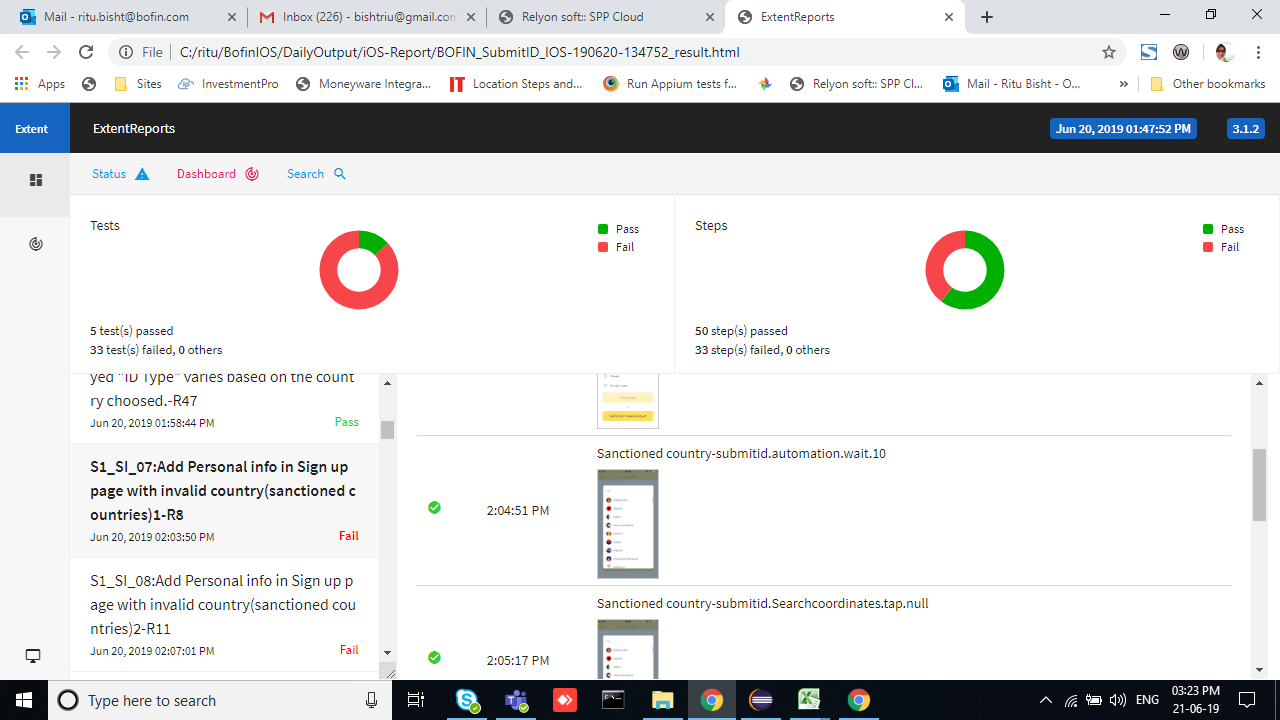 Mail - ritu.bisht@bofin.com
Inbox (226) - bishtriu@gmail.com
Relyon soft:: SPP Cloud
ExtentReports
File
C:/ritu/BofinIOS/DailyOutput/iOS-Report/BOFIN_SubmitID_IOS-190620-134752_result.html
Apps
Sites
InvestmentPro
Moneyware Integra...
IT
Location Steps and...
Run Appium tests f...
Relyon soft:: SPP Cl...
Mail - Ritu Bisht - O...
»
Other bookmarks
Extent
ExtentReports
Jun 20, 2019 01:47:52 PM
3.1.2
Status
Dashboard
Search
Tests
Pass
Fail
5 test(s) passed
33 test(s) failed, 0 others
Steps
Pass
Fail
50 step(s) passed
33 step(s) failed, 0 others
yed "ID Type" varies based on the count
ry choosed.-R47
Jun 20, 2019 01:58:44 PM
Pass
S1_SI_07:Add Personal info in Sign up
page with invalid country(sanctioned c
ountries)1-R8
Jun 20, 2019 02:03:30 PM
Fail
S1_SI_08:Add Personal info in Sign up p
age with invalid country(sanctioned cou
ntries)2-R11
Jun 20, 2019 02:07:01 PM
Fail
Sanctioned country-submitid.automation.wait.10
2:04:51 PM
Sanctioned country-submitid.Searchcoordinates.tap.null
2:05:17 PM
Type here to search
ENG
03:23 PM
21-06-19